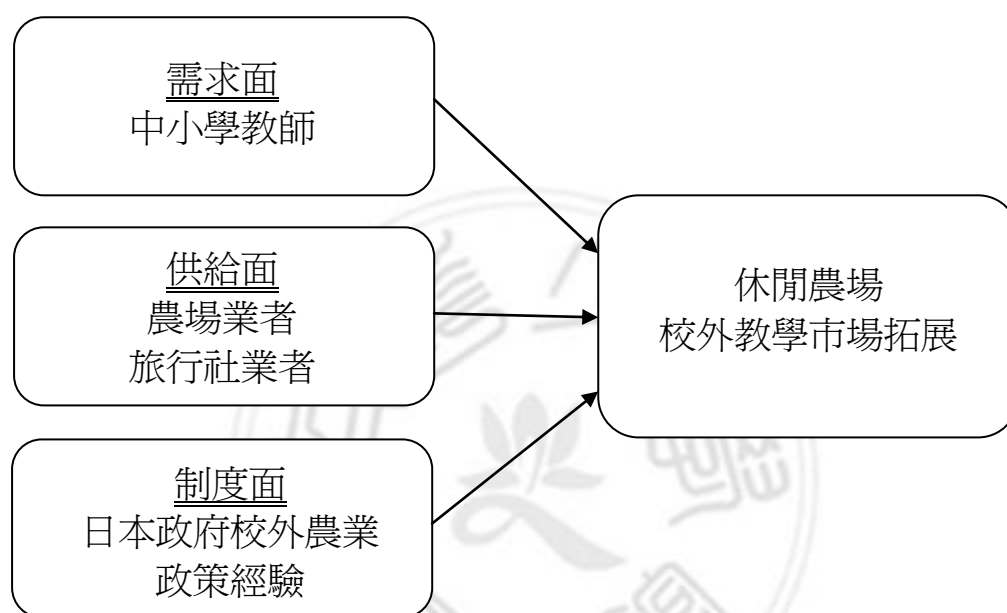 需求面
中小學教師
供給面
農場業者
旅行社業者
制度面
日本政府校外農業
政策經驗
休閒農場
校外教學市場拓展